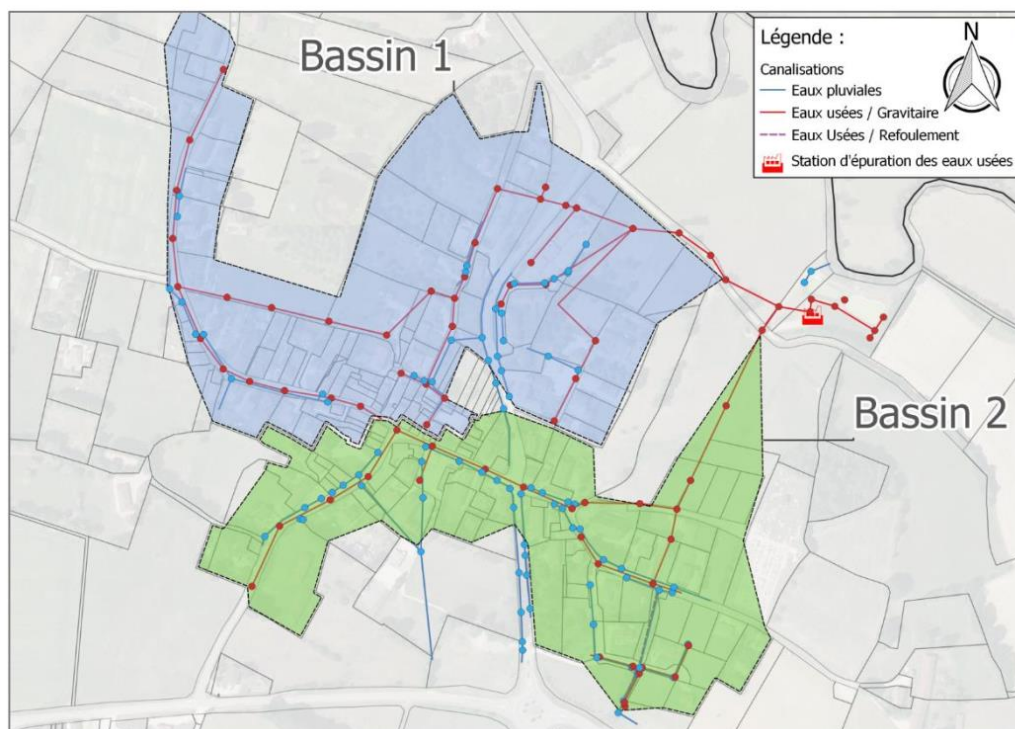 Bassin 1
Légende :
N
Canalisations
Eaux pluviales
Eaux usées / Gravitaire
Eaux Usées / Refoulement
Station d'épuration des eaux usées
Bassin 2